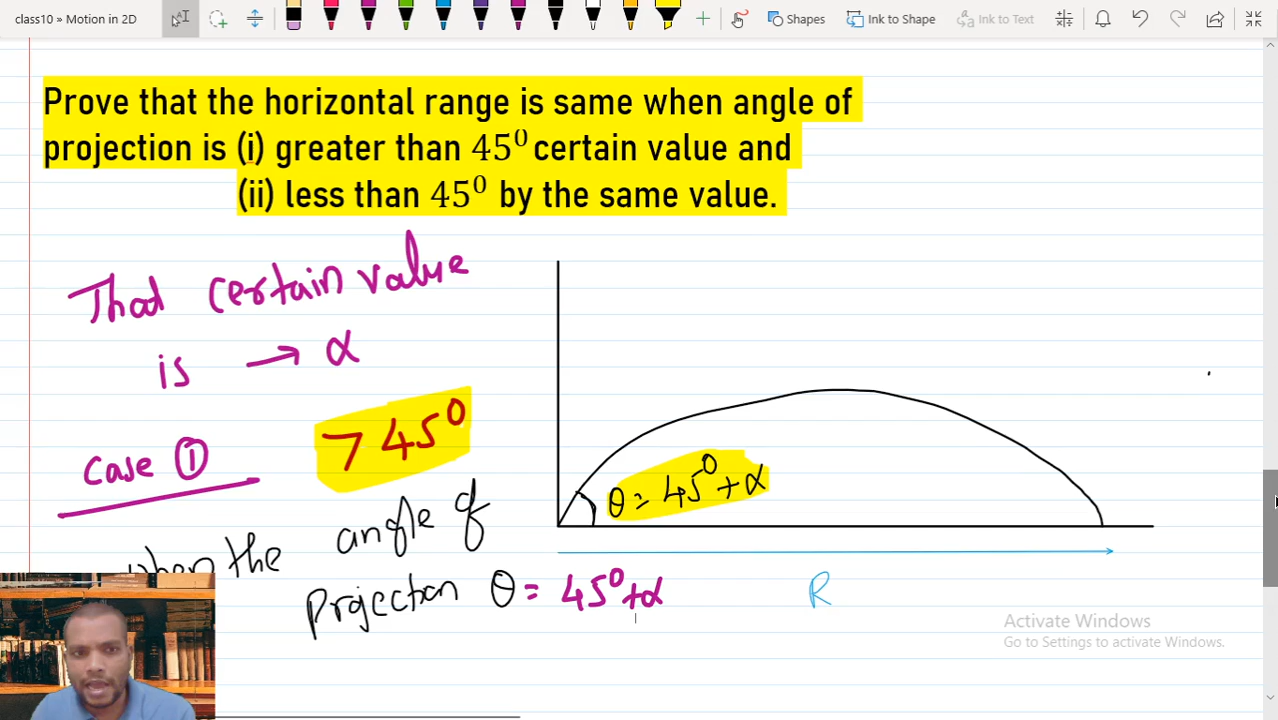 class10 » Motion in 2D
Shapes
Ink to Shape
Ink to Text
Prove that the horizontal range is same when angle of
projection is (i) greater than 45⁰ certain value and
(ii) less than 45⁰ by the same value.
That certain value
is → α
Case ①
> 45⁰
when the angle of
projection θ = 45⁰+α
θ = 45⁰+α
R
Activate Windows
Go to Settings to activate Windows.